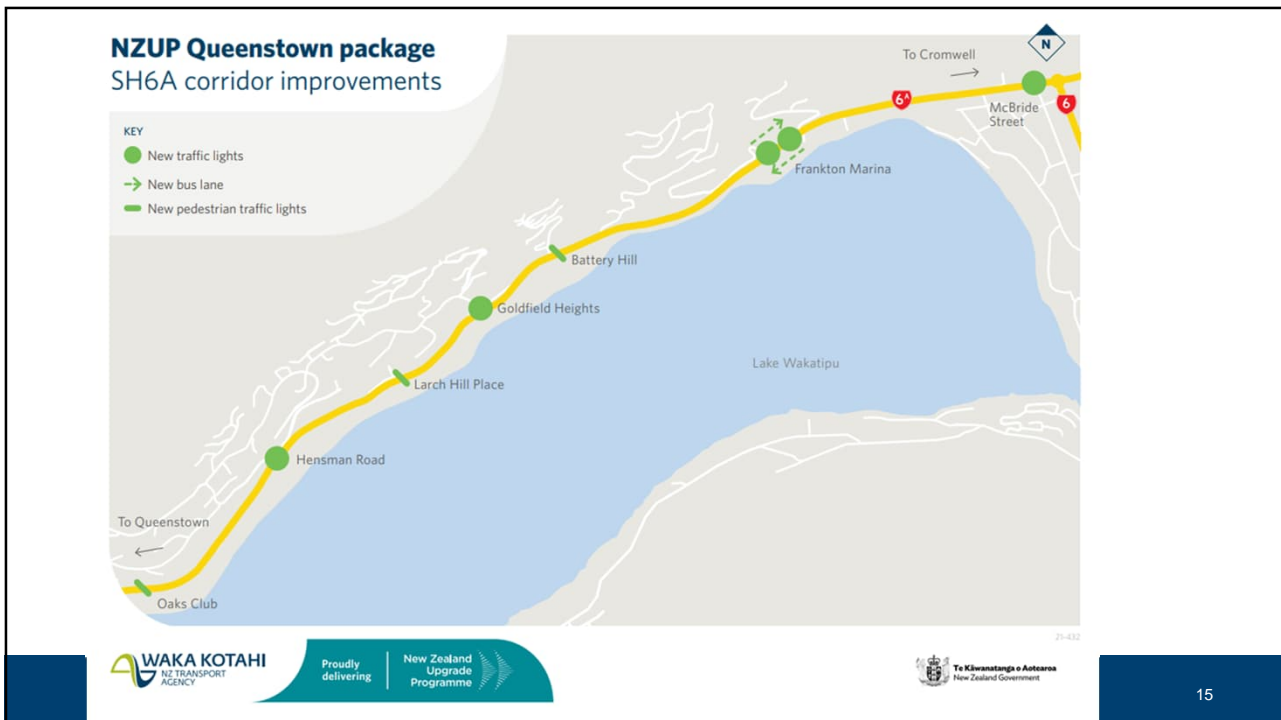 NZUP Queenstown package
SH6A corridor improvements
KEY
New traffic lights
New bus lane
New pedestrian traffic lights
To Cromwell
N
6A
McBride
Street
6
Frankton Marina
Battery Hill
Goldfield Heights
Lake Wakatipu
Larch Hill Place
Hensman Road
To Queenstown
Oaks Club
21-432
WAKA KOTAHI
NZ TRANSPORT
AGENCY
Proudly
delivering
New Zealand
Upgrade
Programme
Te Kāwanatanga o Aotearoa
New Zealand Government
15